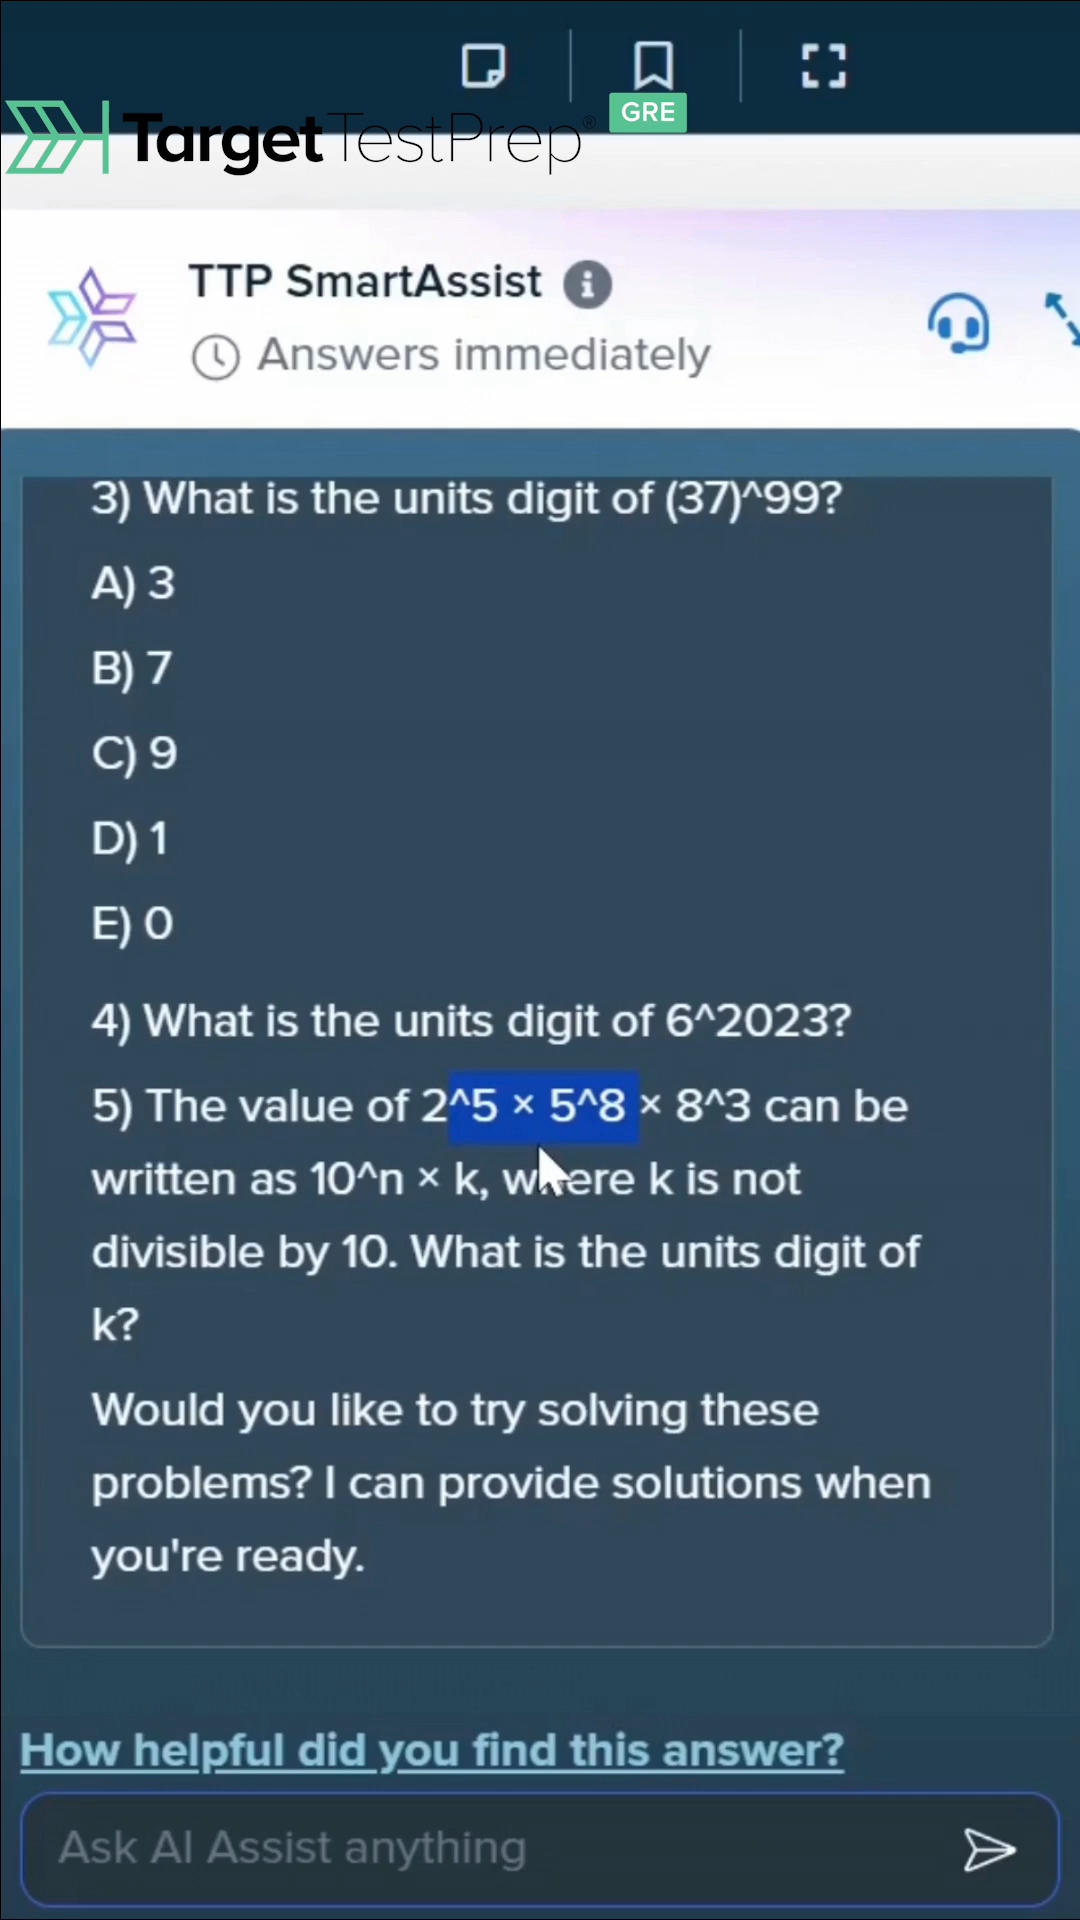 GRE
TargetTestPrep®
TTP SmartAssist
Answers immediately
3) What is the units digit of (37)^99?
A) 3
B) 7
C) 9
D) 1
E) 0
4) What is the units digit of 6^2023?
5) The value of 2^5 × 5^8 × 8^3 can be
written as 10^n × k, where k is not
divisible by 10. What is the units digit of
k?
Would you like to try solving these
problems? I can provide solutions when
you're ready.
How helpful did you find this answer?
Ask AI Assist anything